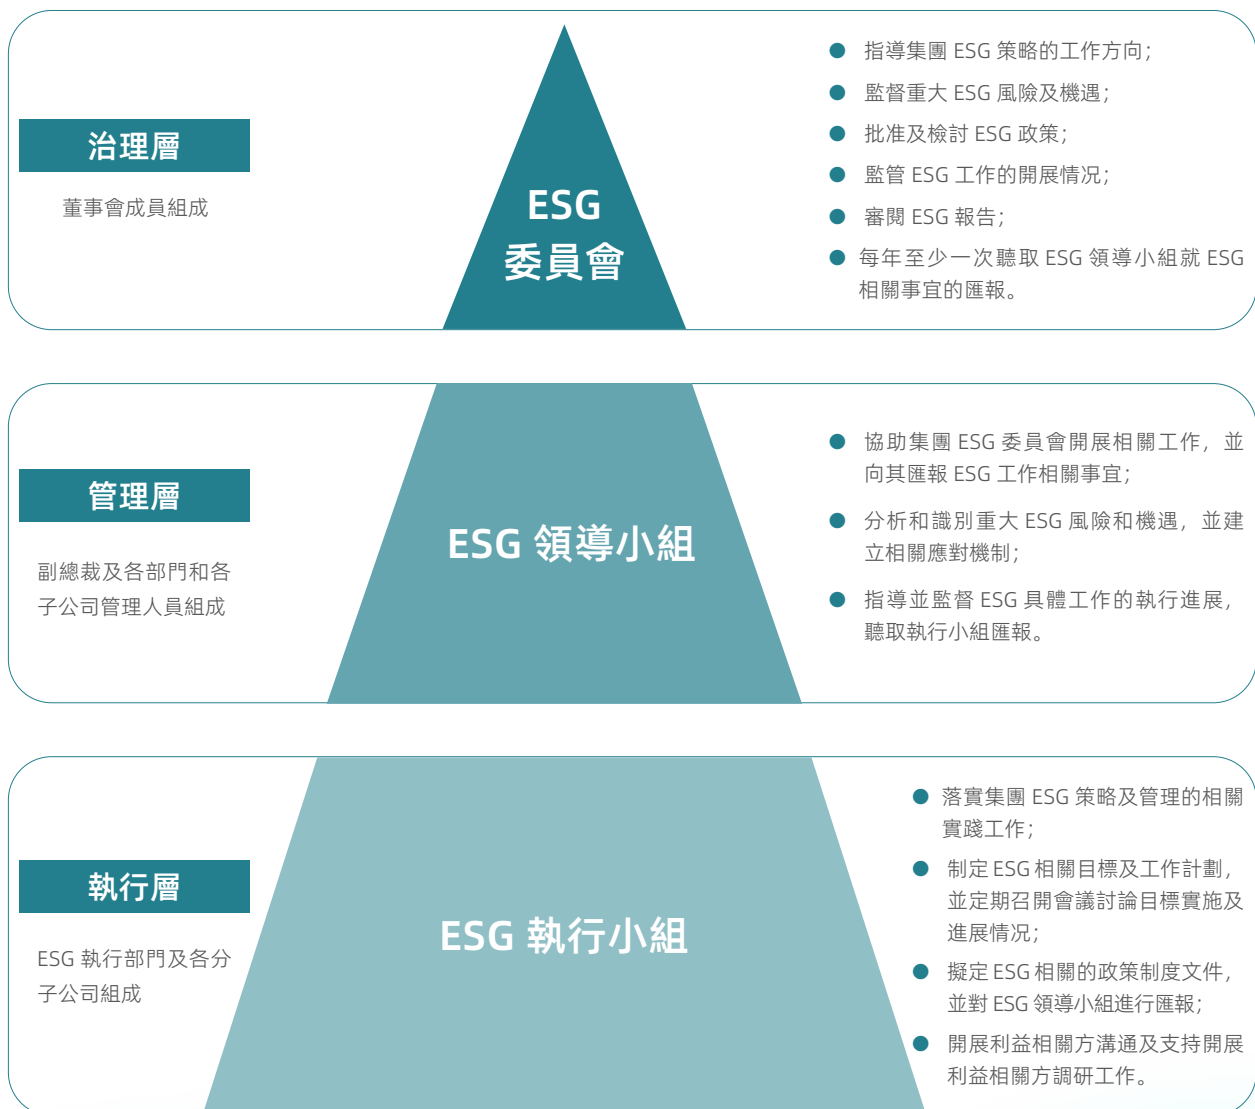 治理層
董事會成員組成
ESG
委員會
● 指導集團 ESG 策略的工作方向；
● 監督重大 ESG 風險及機遇；
● 批准及檢討 ESG 政策；
● 監管 ESG 工作的開展情況；
● 審閱 ESG 報告；
● 每年至少一次聽取 ESG 領導小組就 ESG
相關事宜的匯報。
管理層
副總裁及各部門和各
子公司管理人員組成
ESG 領導小組
● 協助集團 ESG 委員會開展相關工作，並
向其匯報 ESG 工作相關事宜；
● 分析和識別重大 ESG 風險和機遇，並建
立相關應對機制；
● 指導並監督 ESG 具體工作的執行進展，
聽取執行小組匯報。
執行層
ESG 執行部門及各分
子公司組成
ESG 執行小組
● 落實集團 ESG 策略及管理的相關
實踐工作；
● 制定 ESG 相關目標及工作計劃，
並定期召開會議討論目標實施及
進展情況；
● 擬定 ESG 相關的政策制度文件，
並對 ESG 領導小組進行匯報；
● 開展利益相關方溝通及支持開展
利益相關方調研工作。